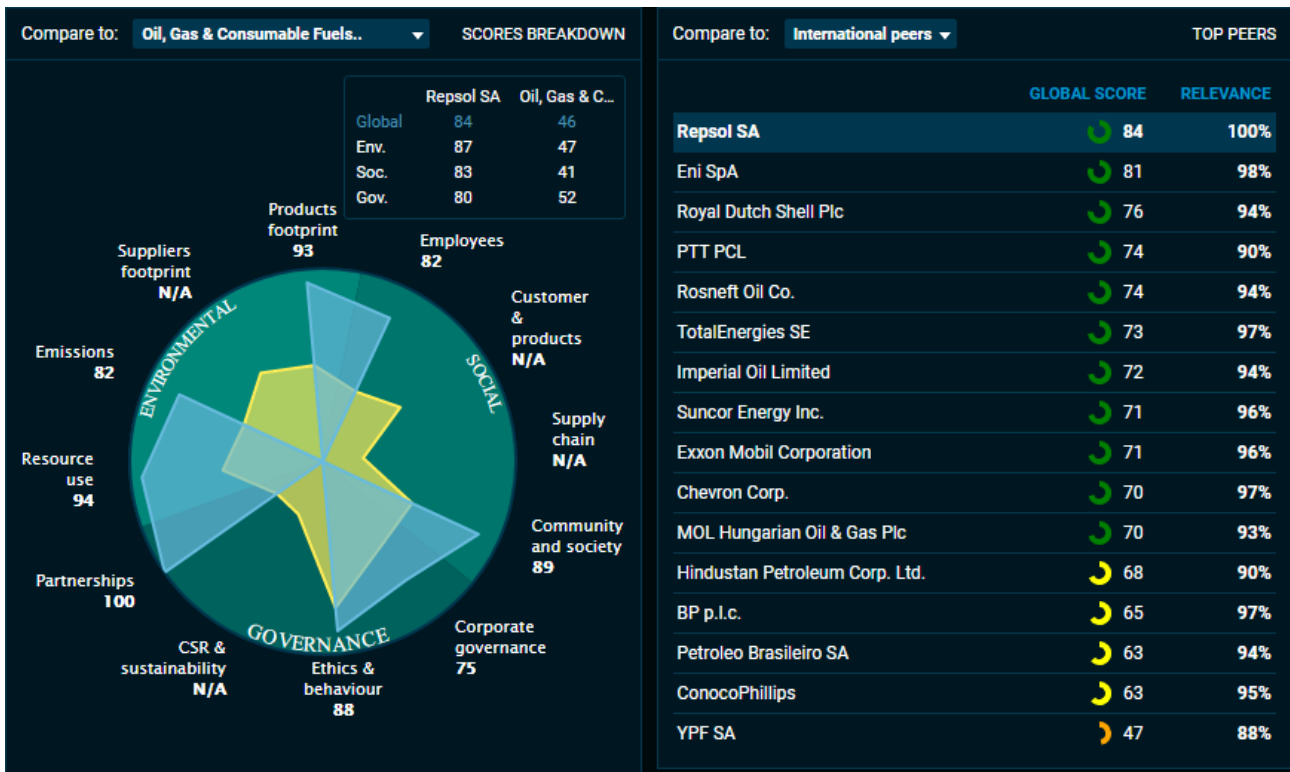 Compare to: Oil, Gas & Consumable Fuels.. SCORES BREAKDOWN
Repsol SA Oil, Gas & C...
Global 84 46
Env. 87 47
Soc. 83 41
Gov. 80 52
Products
footprint
93
Employees
82
Suppliers
footprint
N/A
Customer
&
products
N/A
Emissions
82
Supply
chain
N/A
Resource
use
94
Community
and society
89
Partnerships
100
Corporate
governance
75
CSR &
sustainability
N/A
Ethics &
behaviour
88
ENVIRONMENTAL
SOCIAL
GOVERNANCE
Compare to: International peers TOP PEERS
GLOBAL SCORE RELEVANCE
Repsol SA 84 100%
Eni SpA 81 98%
Royal Dutch Shell Plc 76 94%
PTT PCL 74 90%
Rosneft Oil Co. 74 94%
TotalEnergies SE 73 97%
Imperial Oil Limited 72 94%
Suncor Energy Inc. 71 96%
Exxon Mobil Corporation 71 96%
Chevron Corp. 70 97%
MOL Hungarian Oil & Gas Plc 70 93%
Hindustan Petroleum Corp. Ltd. 68 90%
BP p.l.c. 65 97%
Petroleo Brasileiro SA 63 94%
ConocoPhillips 63 95%
YPF SA 47 88%